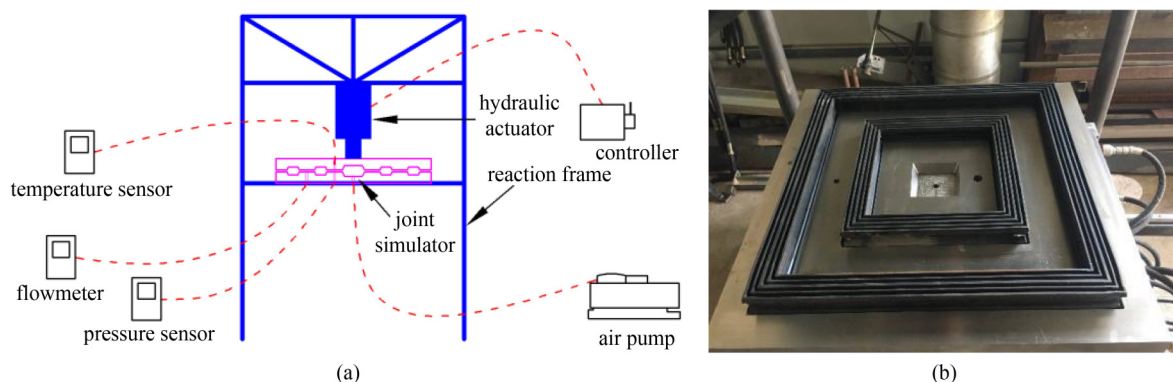 hydraulic
actuator
controller
temperature sensor
reaction frame
joint
simulator
flowmeter
pressure sensor
air pump
(a)
(b)